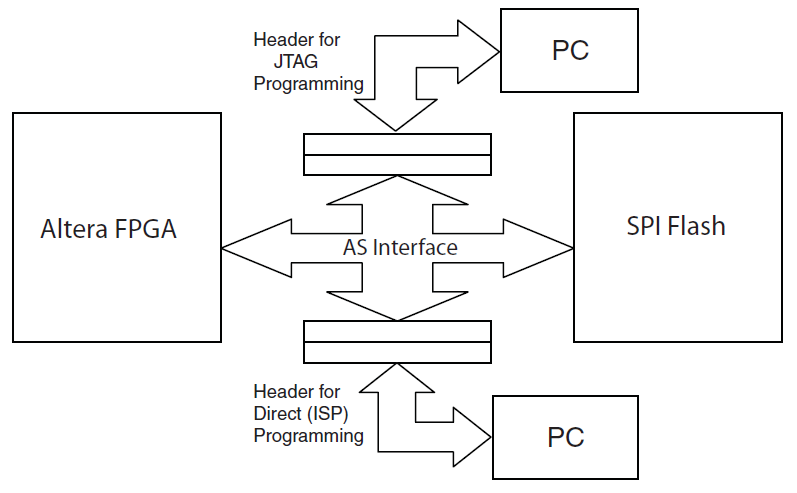 Header for
JTAG
Programming
PC
Altera FPGA
AS Interface
SPI Flash
Header for
Direct (ISP)
Programming
PC